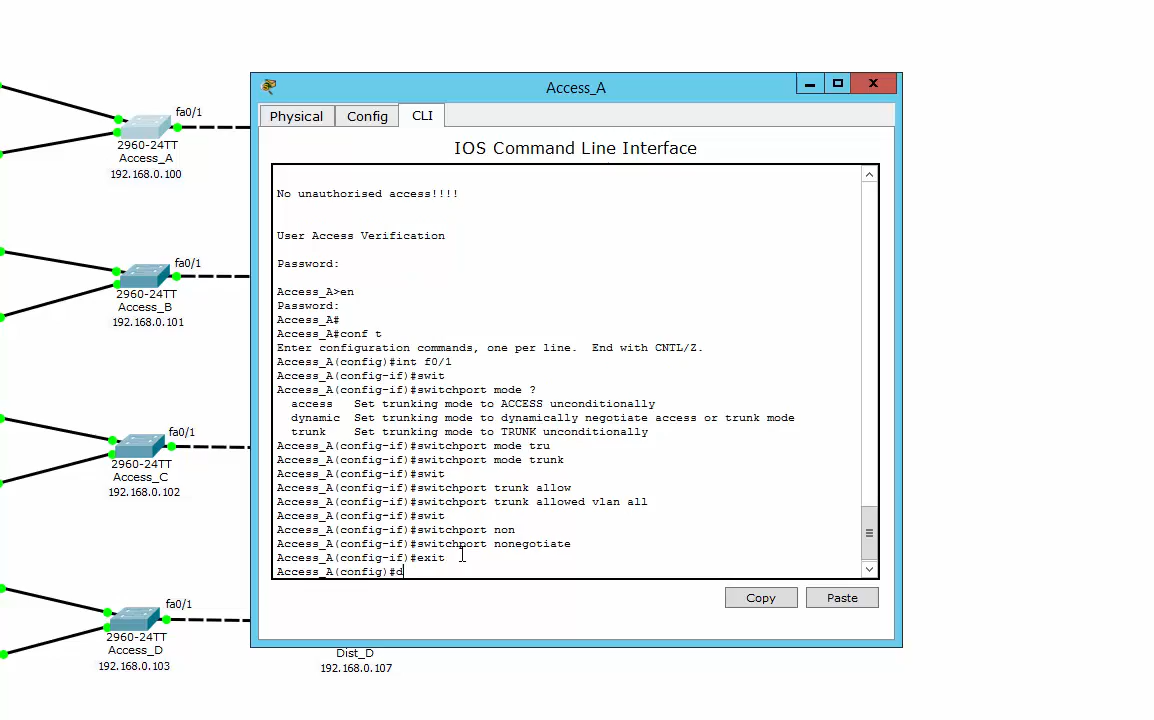 Access_A
Physical
Config
CLI
IOS Command Line Interface
No unauthorised access!!!!
User Access Verification
Password:
Access_A>en
Password:
Access_A#
Access_A#conf t
Enter configuration commands, one per line.  End with CNTL/Z.
Access_A(config)#int f0/1
Access_A(config-if)#swit
Access_A(config-if)#switchport mode ?
  access   Set trunking mode to ACCESS unconditionally
  dynamic  Set trunking mode to dynamically negotiate access or trunk mode
  trunk    Set trunking mode to TRUNK unconditionally
Access_A(config-if)#switchport mode tru
Access_A(config-if)#switchport mode trunk
Access_A(config-if)#swit
Access_A(config-if)#switchport trunk allow
Access_A(config-if)#switchport trunk allowed vlan all
Access_A(config-if)#swit
Access_A(config-if)#switchport non
Access_A(config-if)#switchport nonegotiate
Access_A(config-if)#exit
Access_A(config)#d
Copy
Paste
fa0/1
2960-24TT
Access_A
192.168.0.100
fa0/1
2960-24TT
Access_B
192.168.0.101
fa0/1
2960-24TT
Access_C
192.168.0.102
fa0/1
2960-24TT
Access_D
192.168.0.103
Dist_D
192.168.0.107